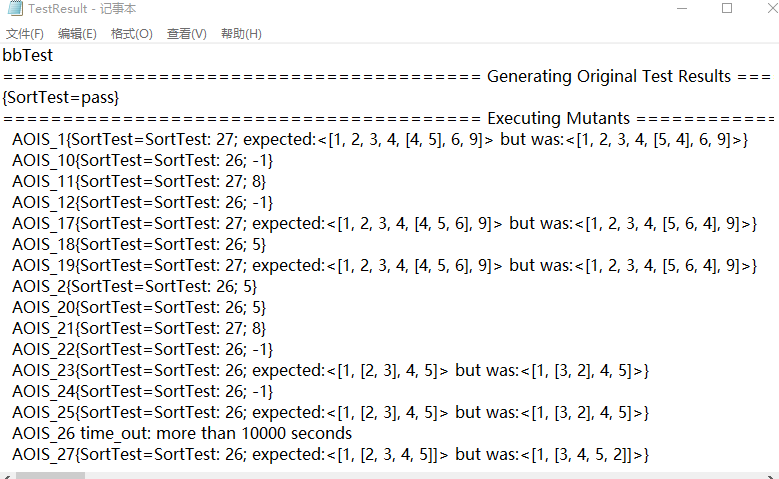 TestResult - 记事本
文件(F) 编辑(E) 格式(O) 查看(V) 帮助(H)
bbTest
======================================== Generating Original Test Results ===
{SortTest=pass}
======================================== Executing Mutants ============
AOIS_1{SortTest=SortTest: 27; expected:<[1, 2, 3, 4, [4, 5], 6, 9]> but was:<[1, 2, 3, 4, [5, 4], 6, 9]>}
AOIS_10{SortTest=SortTest: 26; -1}
AOIS_11{SortTest=SortTest: 27; 8}
AOIS_12{SortTest=SortTest: 26; -1}
AOIS_17{SortTest=SortTest: 27; expected:<[1, 2, 3, 4, [4, 5, 6], 9]> but was:<[1, 2, 3, 4, [5, 6, 4], 9]>}
AOIS_18{SortTest=SortTest: 26; 5}
AOIS_19{SortTest=SortTest: 27; expected:<[1, 2, 3, 4, [4, 5, 6], 9]> but was:<[1, 2, 3, 4, [5, 6, 4], 9]>}
AOIS_2{SortTest=SortTest: 26; 5}
AOIS_20{SortTest=SortTest: 26; 5}
AOIS_21{SortTest=SortTest: 27; 8}
AOIS_22{SortTest=SortTest: 26; -1}
AOIS_23{SortTest=SortTest: 26; expected:<[1, [2, 3], 4, 5]> but was:<[1, [3, 2], 4, 5]>}
AOIS_24{SortTest=SortTest: 26; -1}
AOIS_25{SortTest=SortTest: 26; expected:<[1, [2, 3], 4, 5]> but was:<[1, [3, 2], 4, 5]>}
AOIS_26 time_out: more than 10000 seconds
AOIS_27{SortTest=SortTest: 26; expected:<[1, [2, 3, 4, 5]]> but was:<[1, [3, 4, 5, 2]]>}